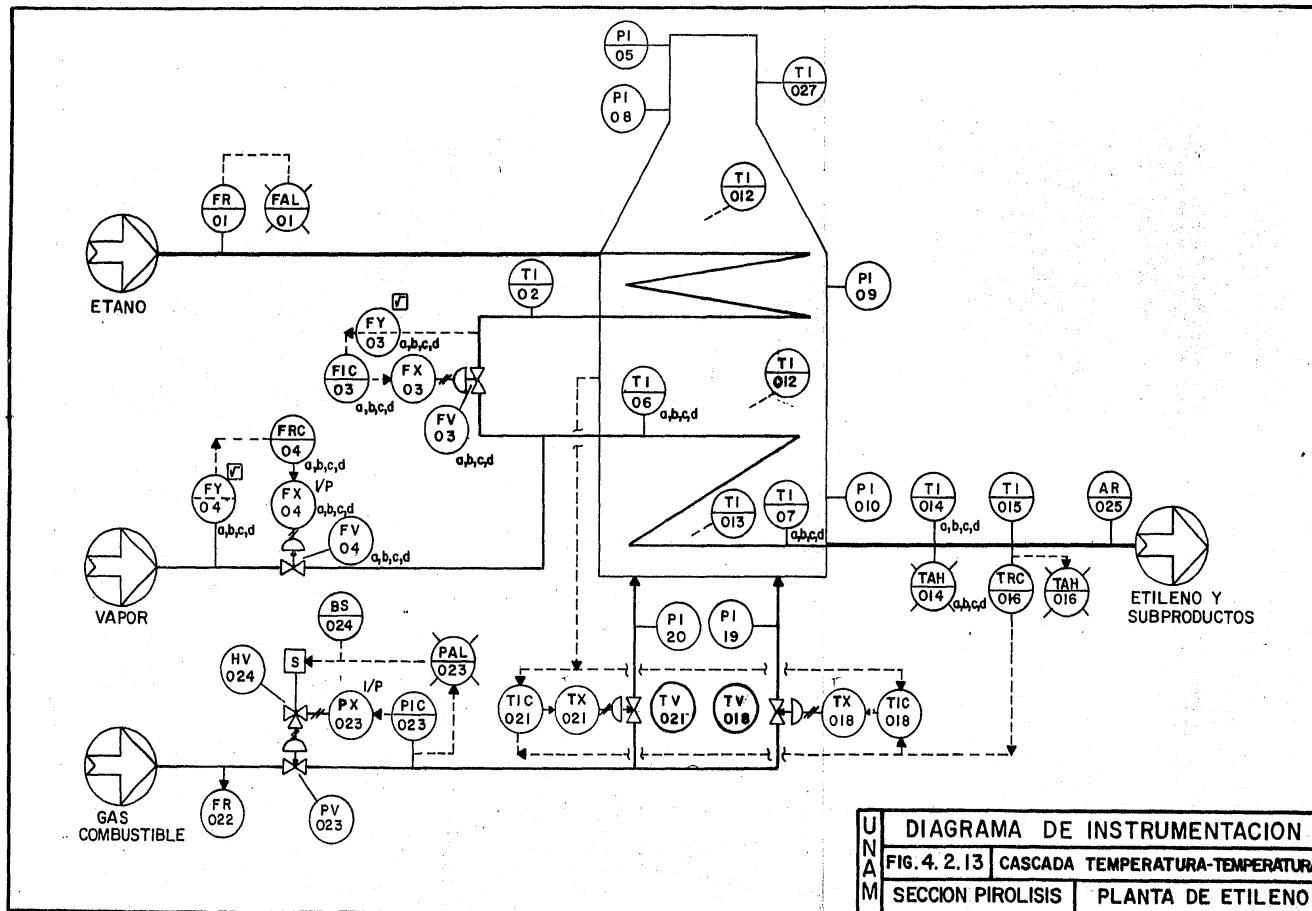 PI
05
TI
027
PI
08
TI
012
FR
01
FAL
01
ETANO
TI
02
PI
09
FY
03
√
a,b,c,d
FIC
03
a,b,c,d
FX
03
FV
03
a,b,c,d
TI
012
TI
06
a,b,c,d
FRC
04
a,b,c,d
FY
04
√
a,b,c,d
FX
04
I/P
a,b,c,d
FV
04
a,b,c,d
VAPOR
TI
013
TI
07
a,b,c,d
PI
010
TI
014
a,b,c,d
TI
015
AR
025
TAH
014
a,b,c,d
TRC
016
TAH
016
ETILENO Y
SUBPRODUCTOS
BS
024
S
HV
024
PAL
023
I/P
PX
023
PIC
023
PI
20
PI
19
TIC
021
TX
021
TV
021
TV
018
TX
018
TIC
018
GAS
COMBUSTIBLE
FR
022
PV
023
UNAM
DIAGRAMA DE INSTRUMENTACION
FIG. 4.2.13 CASCADA TEMPERATURA-TEMPERATURA
SECCION PIROLISIS PLANTA DE ETILENO